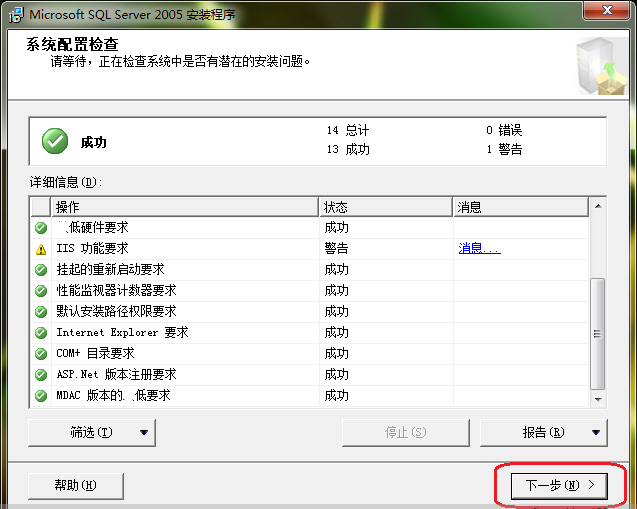 Microsoft SQL Server 2005 安装程序
系统配置检查
请等待，正在检查系统中是否有潜在的安装问题。
成功
14 总计
0 错误
13 成功
1 警告
详细信息(D):
操作 状态 消息
低硬件要求 成功
IIS 功能要求 警告 消息...
挂起的重新启动要求 成功
性能监视器计数器要求 成功
默认安装路径权限要求 成功
Internet Explorer 要求 成功
COM+ 目录要求 成功
ASP.Net 版本注册要求 成功
MDAC 版本的 低要求 成功
筛选(T) 停止(S) 报告(R)
帮助(H) 下一步(N) >